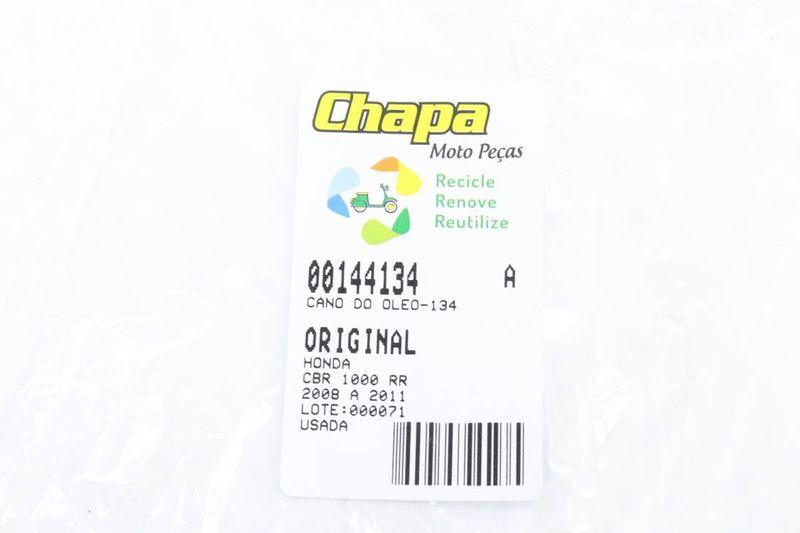 Chapa
Moto Peças
Recicle
Renove
Reutilize
00144134 A
CANO DO OLEO-134
ORIGINAL
HONDA
CBR 1000 RR
2008 A 2011
LOTE:000071
USADA